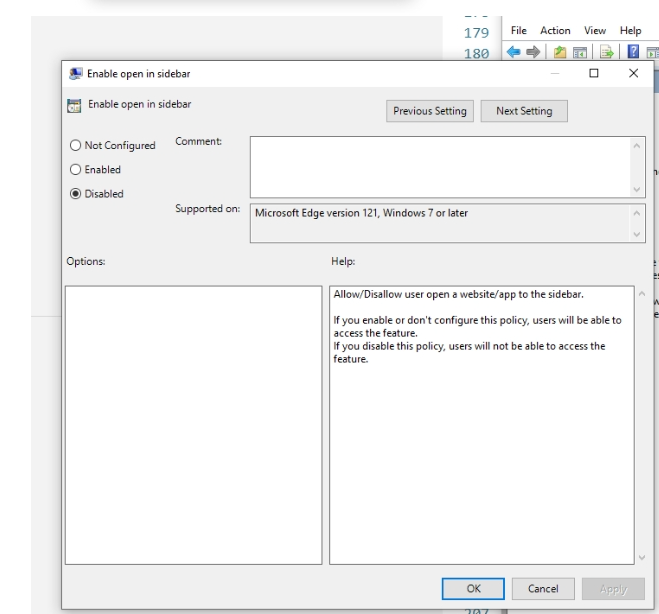 179
File Action View Help
180
Enable open in sidebar
Enable open in sidebar
Previous Setting
Next Setting
Not Configured
Comment:
Enabled
Disabled
Supported on:
Microsoft Edge version 121, Windows 7 or later
Options:
Help:
Allow/Disallow user open a website/app to the sidebar.
If you enable or don't configure this policy, users will be able to
access the feature.
If you disable this policy, users will not be able to access the
feature.
OK
Cancel
Apply